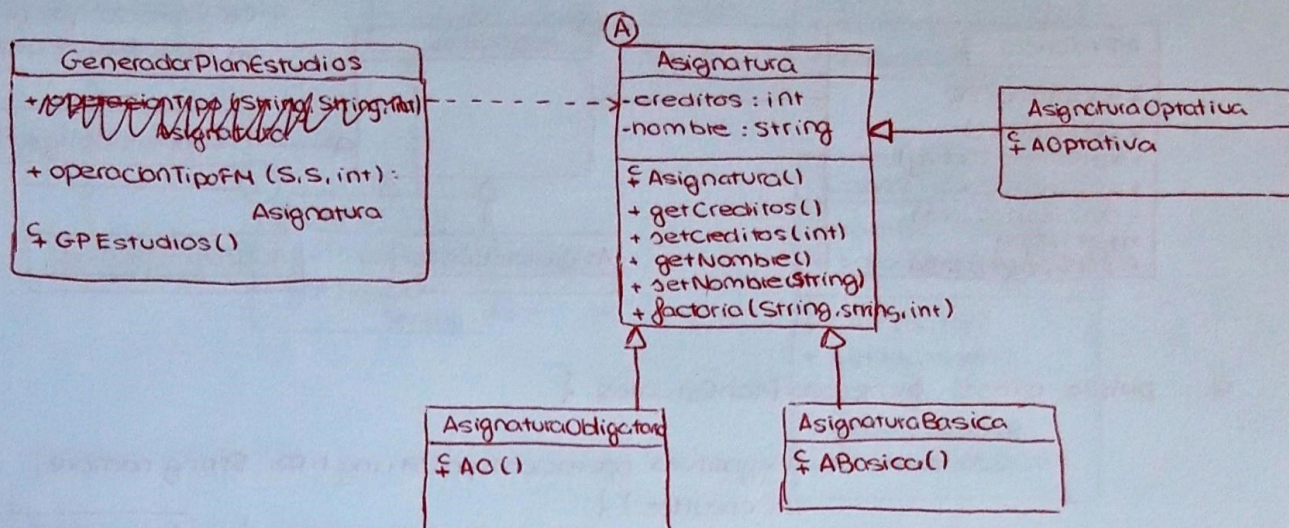 GeneradorPlanEstudios
+ operacionTipoFM (S,S, int):
Asignatura
c+ GPEstudios()
A
Asignatura
-creditos: int
-nombre: string
c+ Asignatura()
+ getCreditos()
+ setcreditos(int)
+ getNombre()
+ setNombre(String)
+ factoria(String,string,int)
AsignaturaOptativa
c+ AOptativa
AsignaturaObligatoria
c+ AO()
AsignaturaBasica
c+ ABasica()